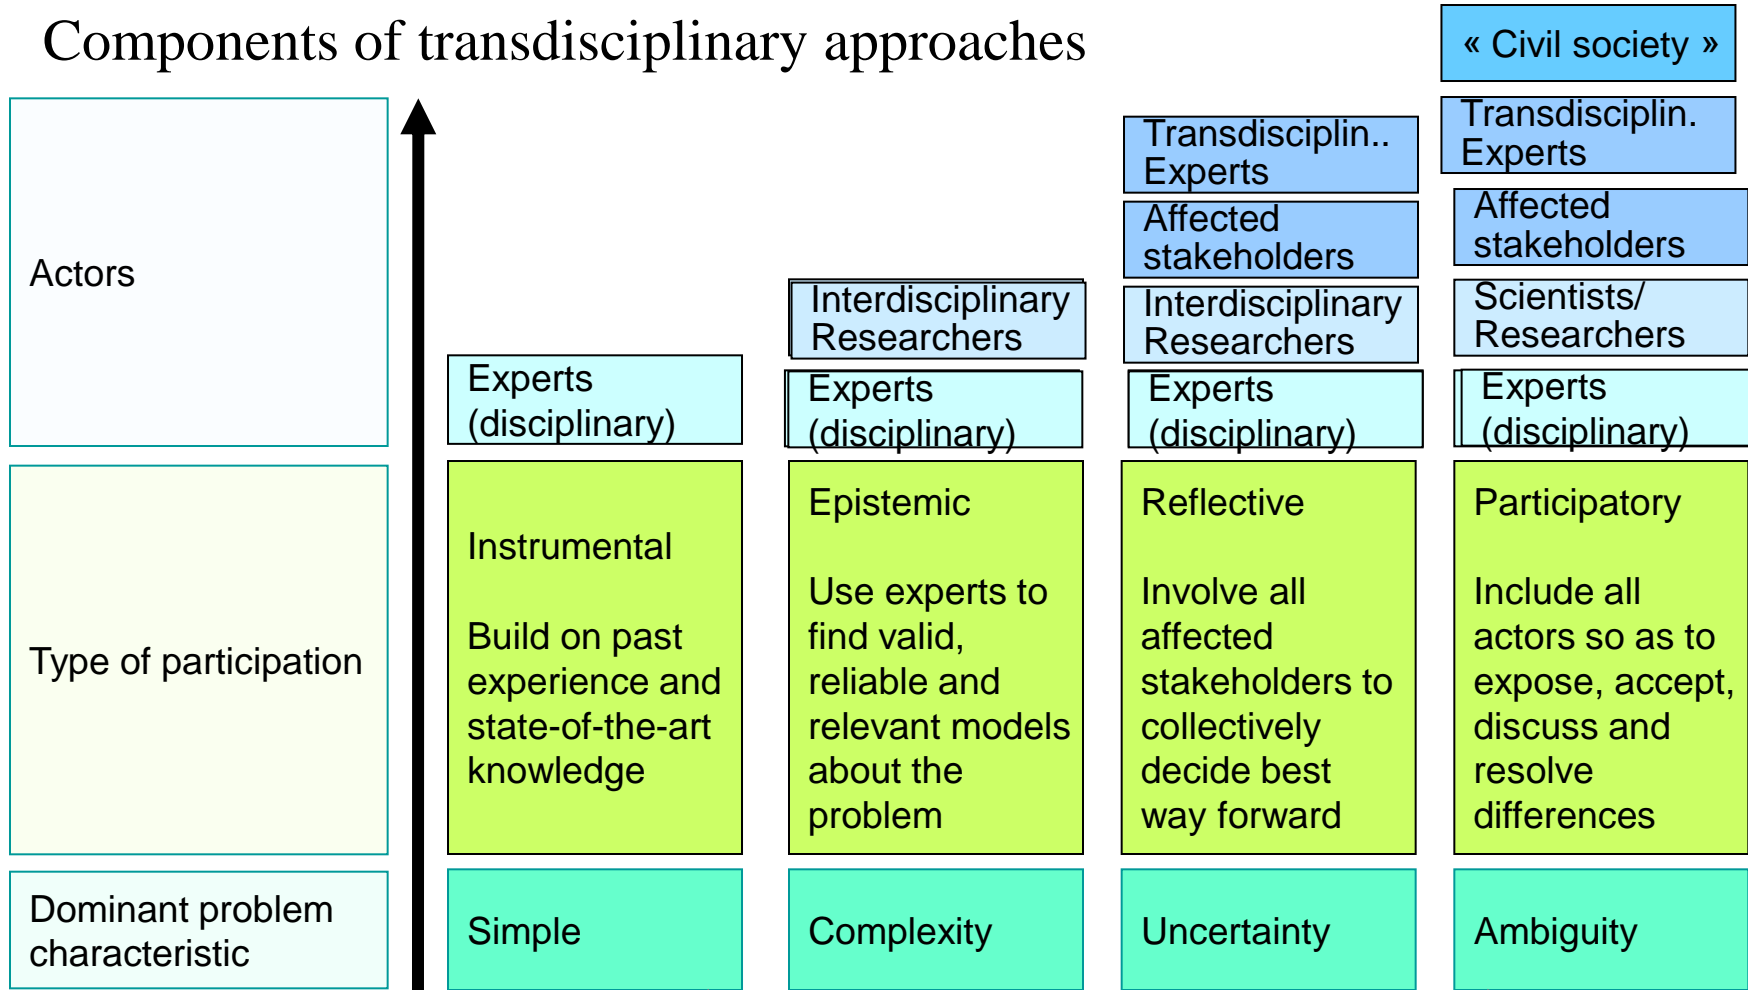 Components of transdisciplinary approaches
« Civil society »
Actors
Transdisciplin..
Experts
Transdisciplin.
Experts
Affected
stakeholders
Affected
stakeholders
Interdisciplinary
Researchers
Interdisciplinary
Researchers
Scientists/
Researchers
Experts
(disciplinary)
Experts
(disciplinary)
Experts
(disciplinary)
Experts
(disciplinary)
Type of participation
Instrumental
Build on past
experience and
state-of-the-art
knowledge
Epistemic
Use experts to
find valid,
reliable and
relevant models
about the
problem
Reflective
Involve all
affected
stakeholders to
collectively
decide best
way forward
Participatory
Include all
actors so as to
expose, accept,
discuss and
resolve
differences
Dominant problem
characteristic
Simple
Complexity
Uncertainty
Ambiguity